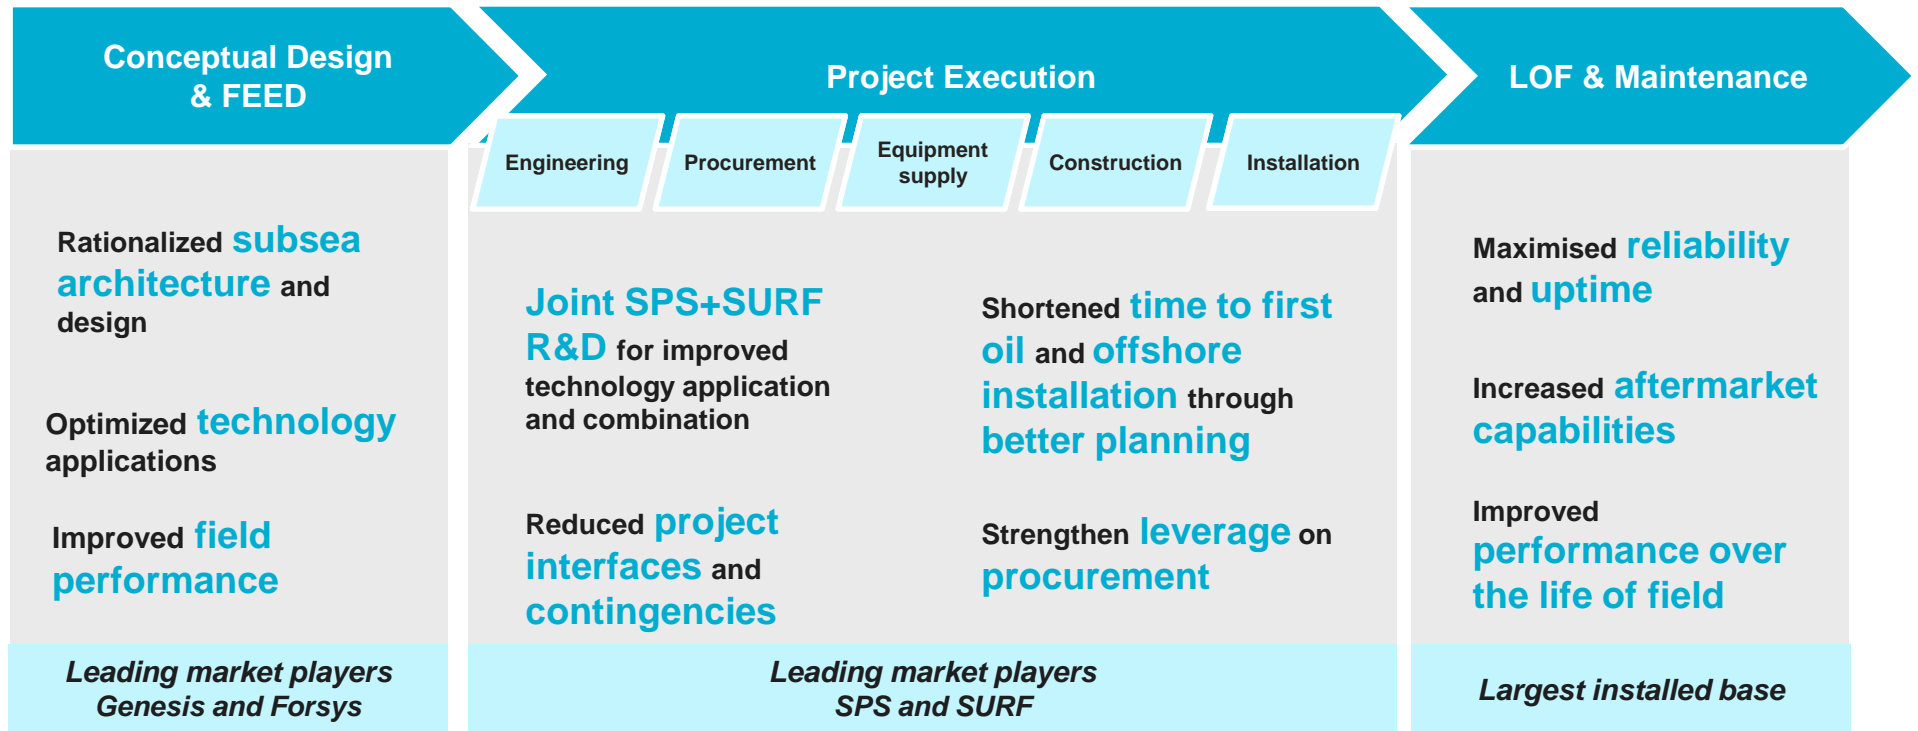 Conceptual Design
& FEED
Project Execution
LOF & Maintenance
Engineering
Procurement
Equipment
supply
Construction
Installation
Rationalized subsea
architecture and
design
Optimized technology
applications
Improved field
performance
Joint SPS+SURF
R&D for improved
technology application
and combination
Reduced project
interfaces and
contingencies
Shortened time to first
oil and offshore
installation through
better planning
Strengthen leverage on
procurement
Maximised reliability
and uptime
Increased aftermarket
capabilities
Improved
performance over
the life of field
Leading market players
Genesis and Forsys
Leading market players
SPS and SURF
Largest installed base